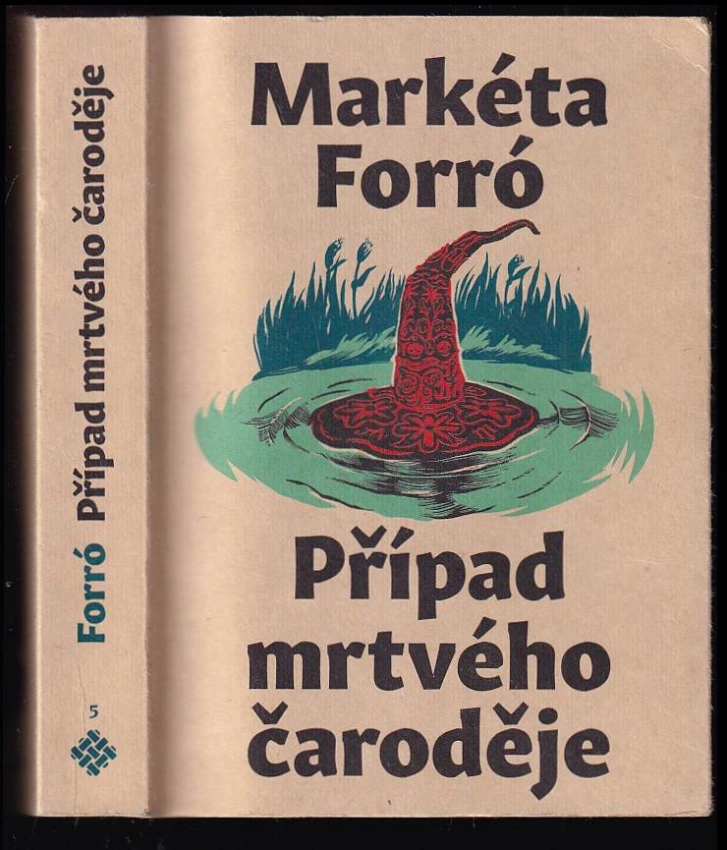 Markéta
Forró
Případ
mrtvého
čaroděje
Forró Případ mrtvého čaroděje
5